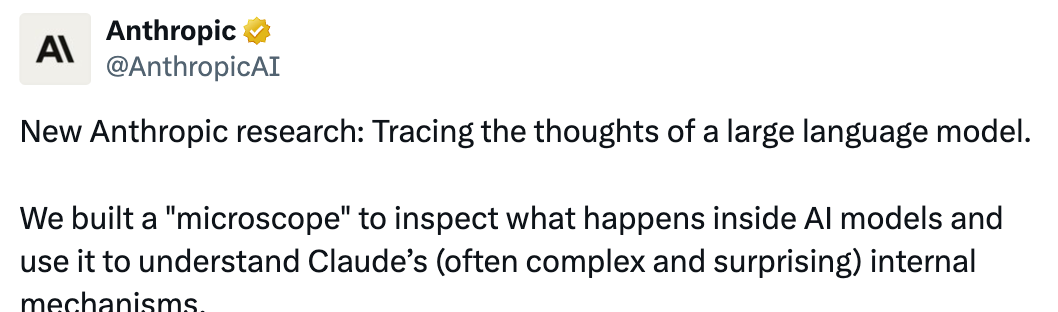 Anthropic
@AnthropicAI
New Anthropic research: Tracing the thoughts of a large language model.
We built a "microscope" to inspect what happens inside AI models and
use it to understand Claude’s (often complex and surprising) internal
mechanisms.